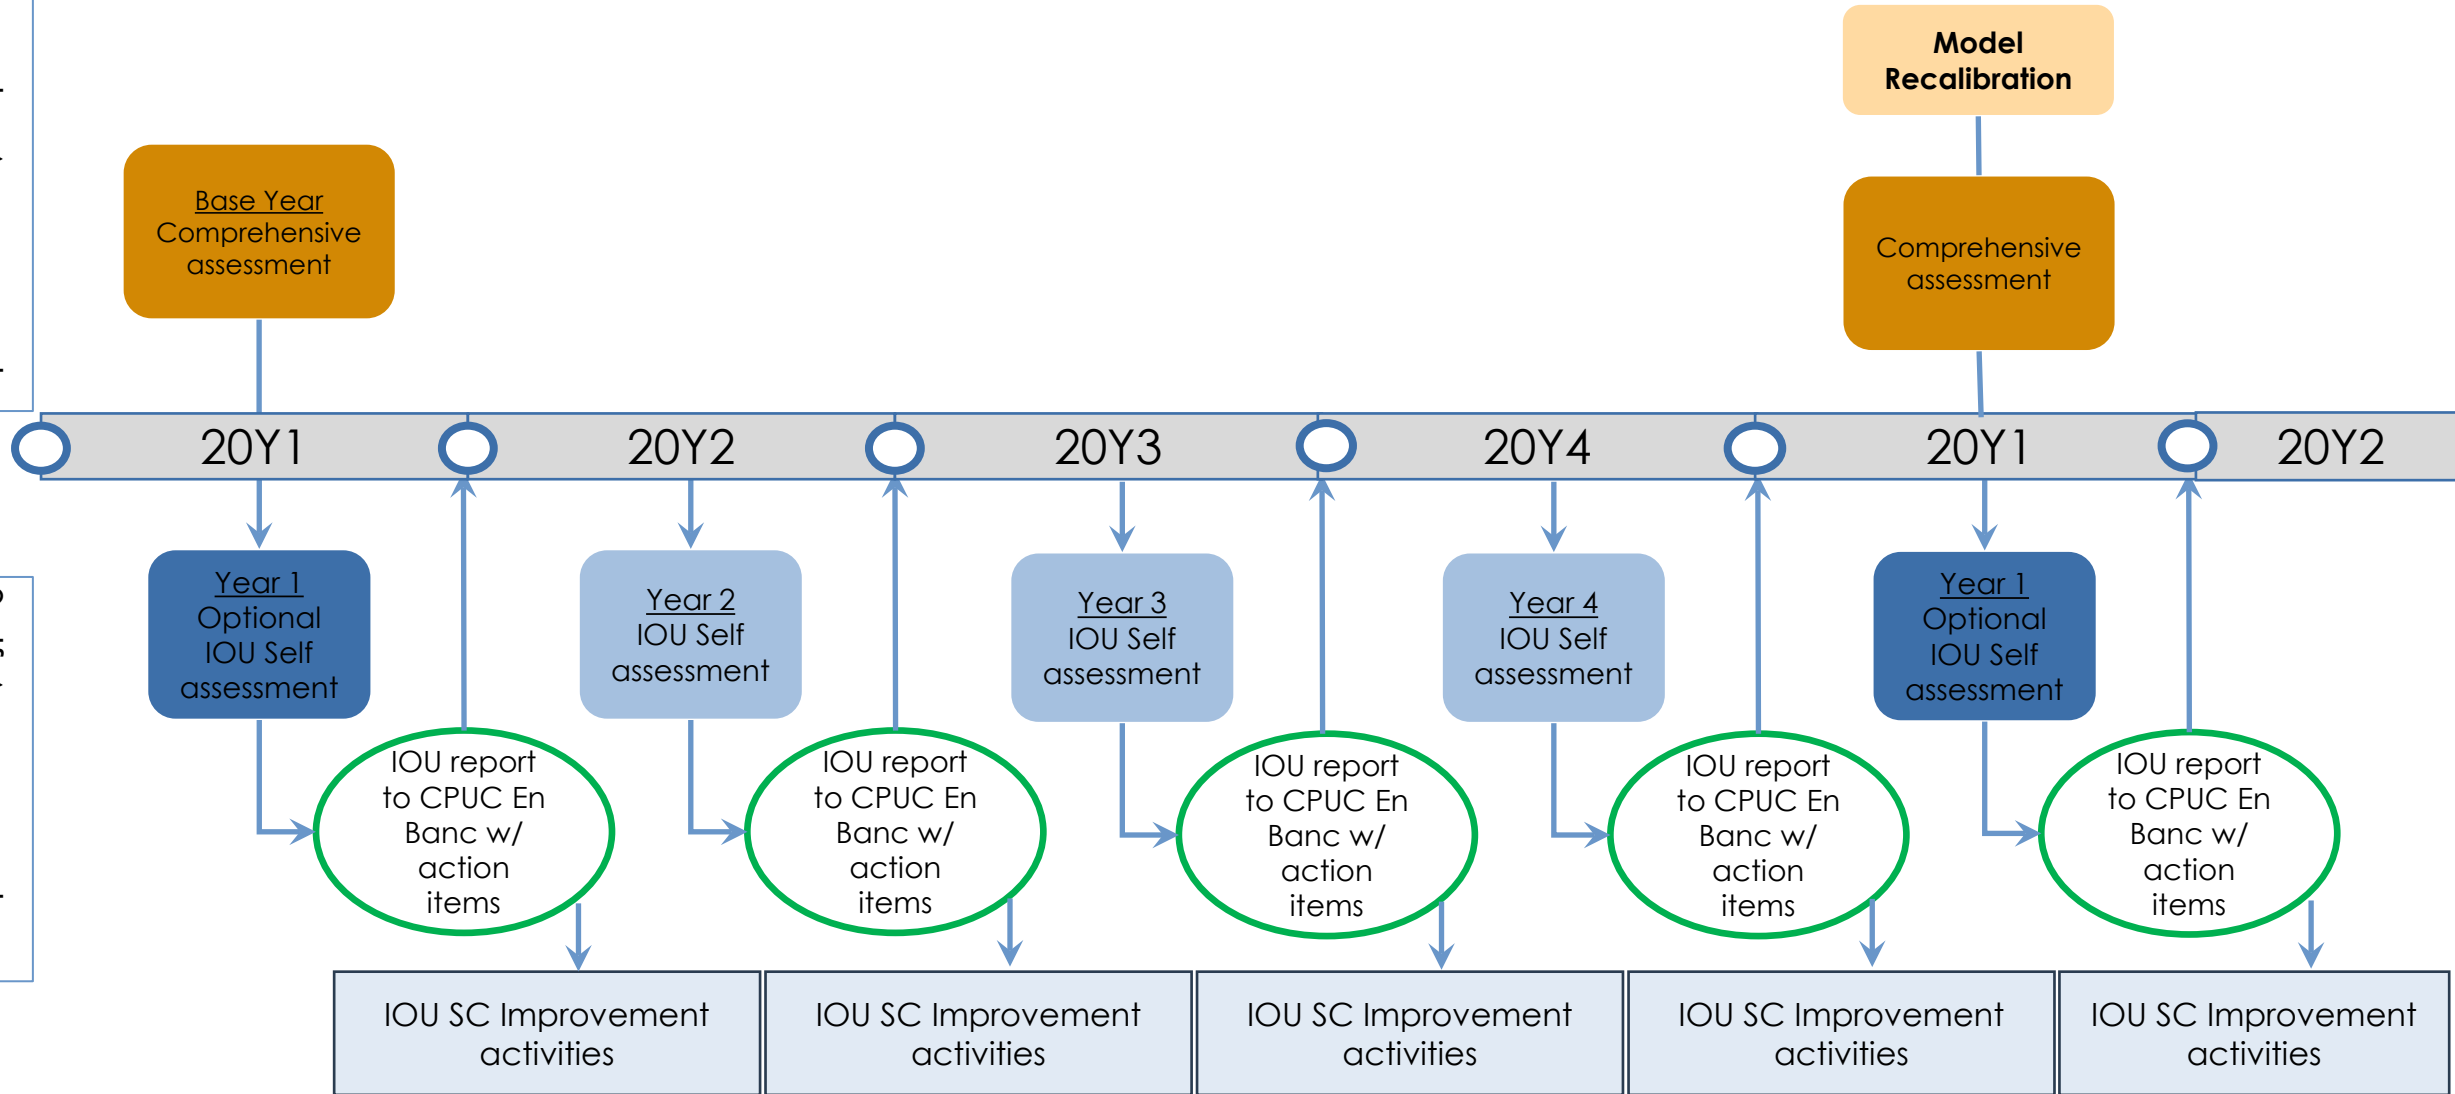 Model
Recalibration
Base Year
Comprehensive
assessment
Comprehensive
assessment
20Y1
20Y2
20Y3
20Y4
20Y1
20Y2
Year 1
Optional
IOU Self
assessment
Year 2
IOU Self
assessment
Year 3
IOU Self
assessment
Year 4
IOU Self
assessment
Year 1
Optional
IOU Self
assessment
IOU report
to CPUC En
Banc w/
action
items
IOU report
to CPUC En
Banc w/
action
items
IOU report
to CPUC En
Banc w/
action
items
IOU report
to CPUC En
Banc w/
action
items
IOU report
to CPUC En
Banc w/
action
items
IOU SC Improvement
activities
IOU SC Improvement
activities
IOU SC Improvement
activities
IOU SC Improvement
activities
IOU SC Improvement
activities